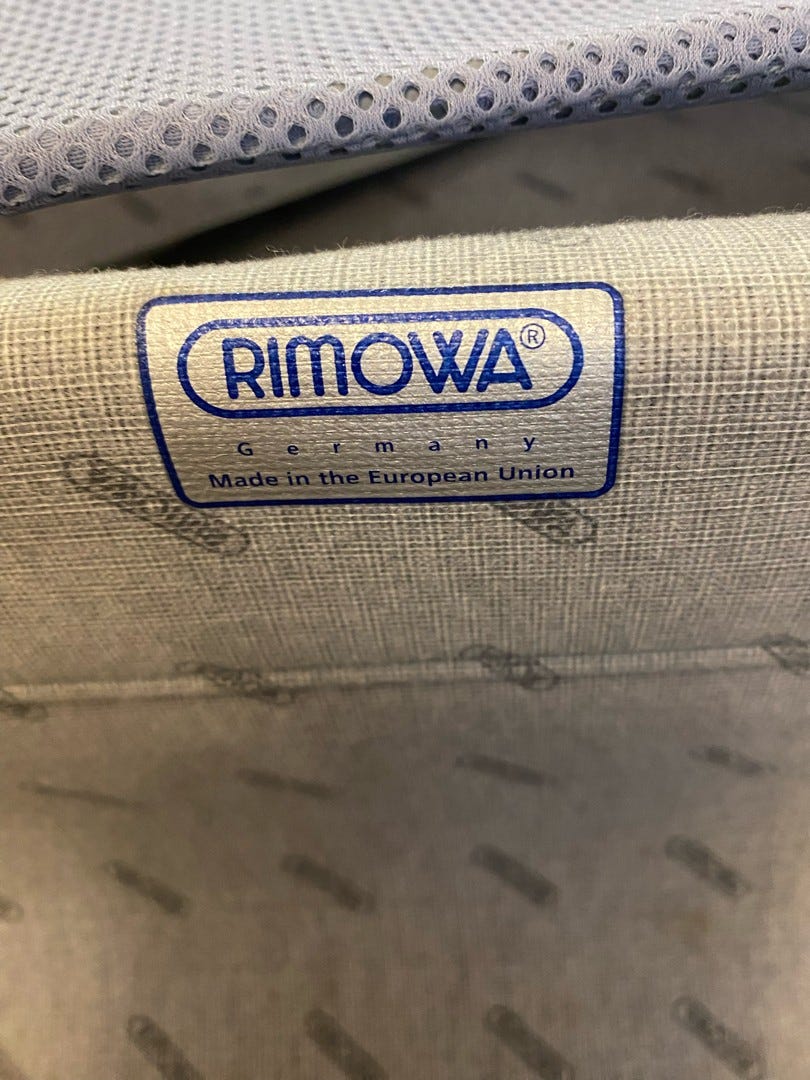 RIMOWA®
Germany
Made in the European Union